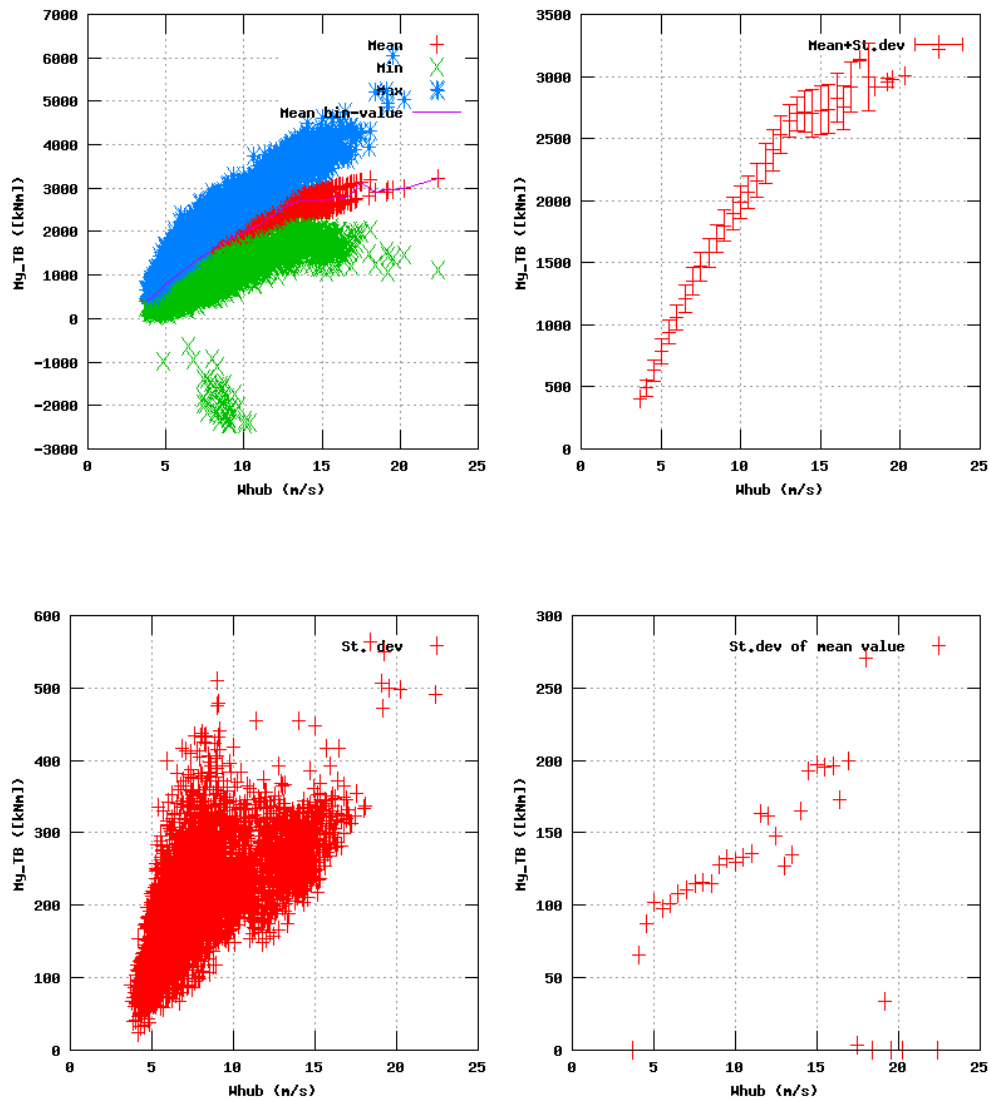 7000
6000
5000
4000
3000
2000
1000
0
-1000
-2000
-3000
My_TB ([kNm])
Mean
Min
Max
Mean bin-value
0 5 10 15 20 25
Whub (m/s)
3500
3000
2500
2000
1500
1000
500
0
My_TB ([kNm])
Mean+St.dev
0 5 10 15 20 25
Whub (m/s)
600
500
400
300
200
100
0
My_TB ([kNm])
St. dev
0 5 10 15 20 25
Whub (m/s)
300
250
200
150
100
50
0
My_TB ([kNm])
St.dev of mean value
0 5 10 15 20 25
Whub (m/s)